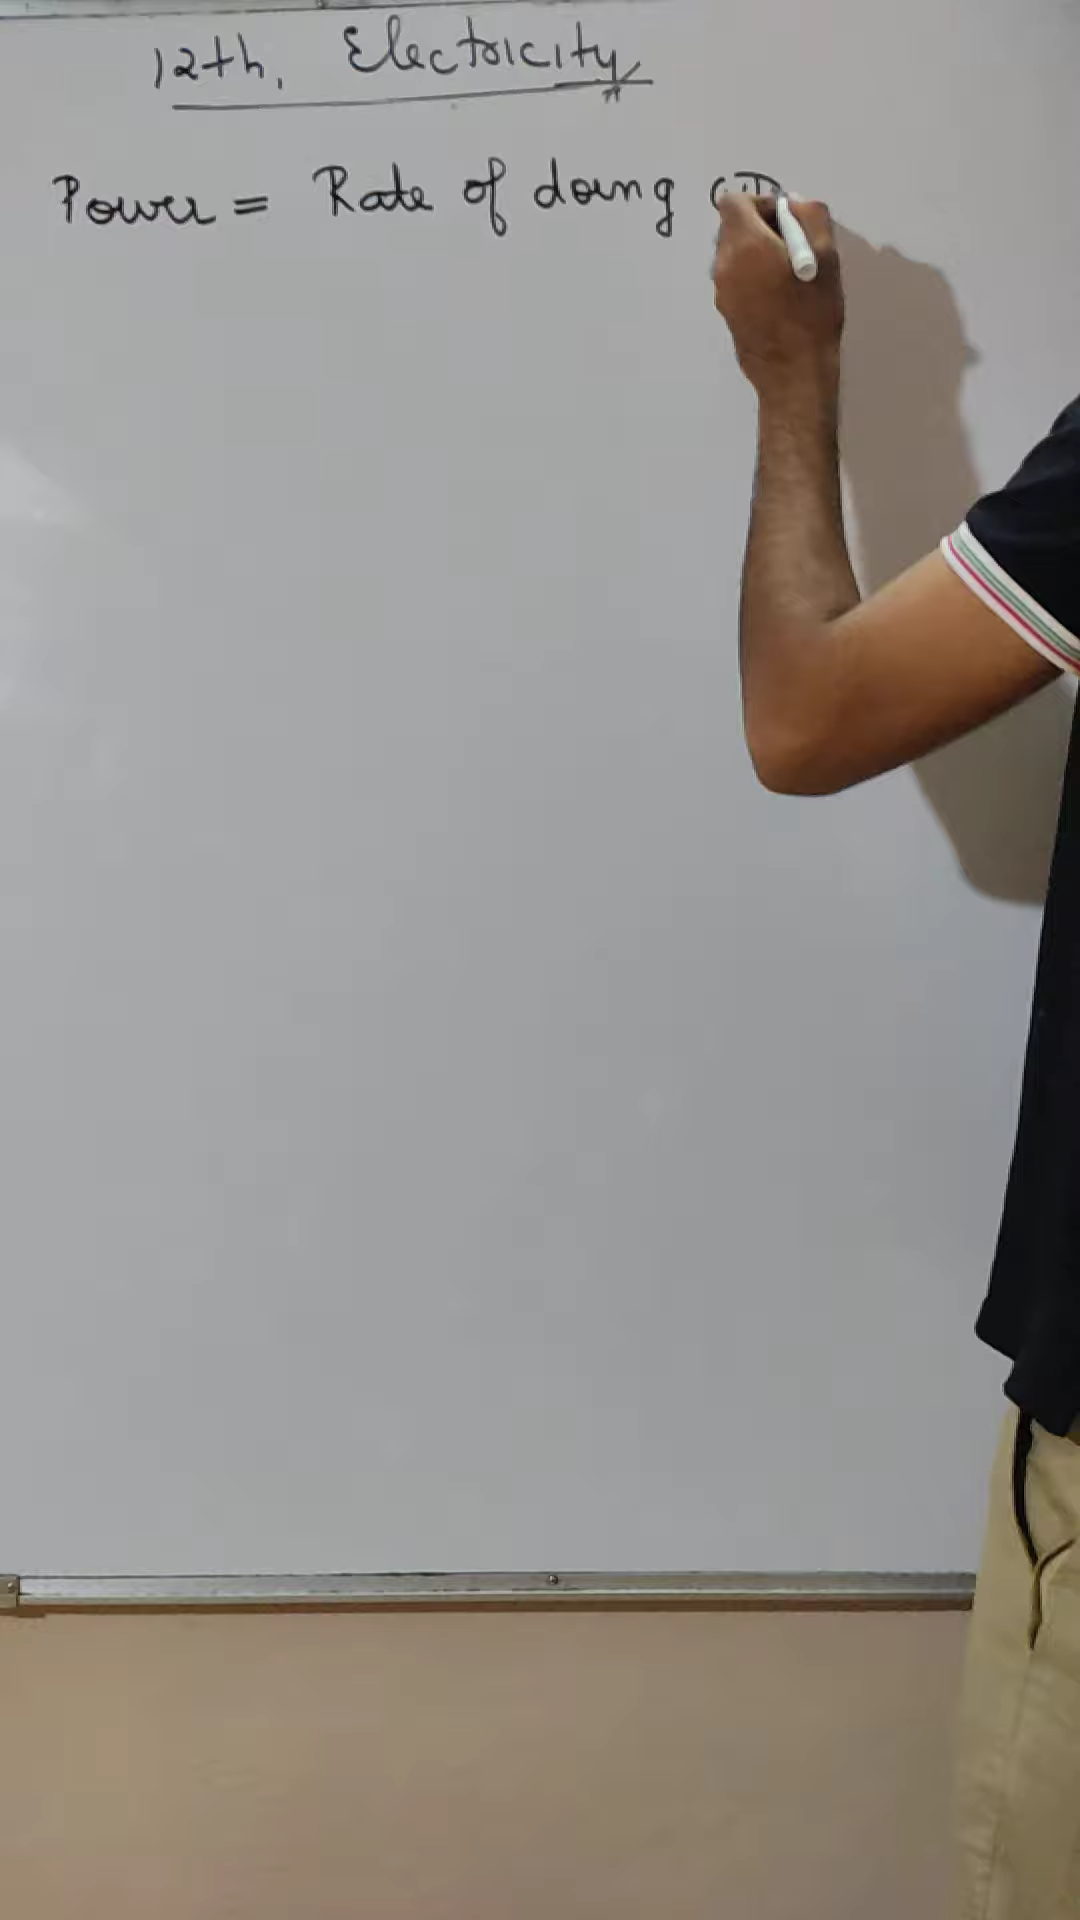 12th, Electricity
Power = Rate of doing